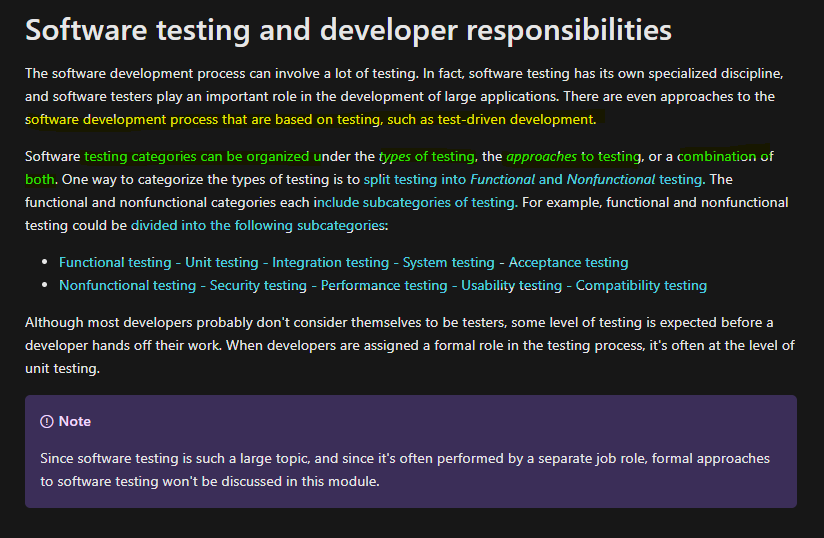 Software testing and developer responsibilities
The software development process can involve a lot of testing. In fact, software testing has its own specialized discipline,
and software testers play an important role in the development of large applications. There are even approaches to the
software development process that are based on testing, such as test-driven development.
Software testing categories can be organized under the types of testing, the approaches to testing, or a combination of
both. One way to categorize the types of testing is to split testing into Functional and Nonfunctional testing. The
functional and nonfunctional categories each include subcategories of testing. For example, functional and nonfunctional
testing could be divided into the following subcategories:
• Functional testing - Unit testing - Integration testing - System testing - Acceptance testing
• Nonfunctional testing - Security testing - Performance testing - Usability testing - Compatibility testing
Although most developers probably don't consider themselves to be testers, some level of testing is expected before a
developer hands off their work. When developers are assigned a formal role in the testing process, it's often at the level of
unit testing.
Note
Since software testing is such a large topic, and since it's often performed by a separate job role, formal approaches
to software testing won't be discussed in this module.